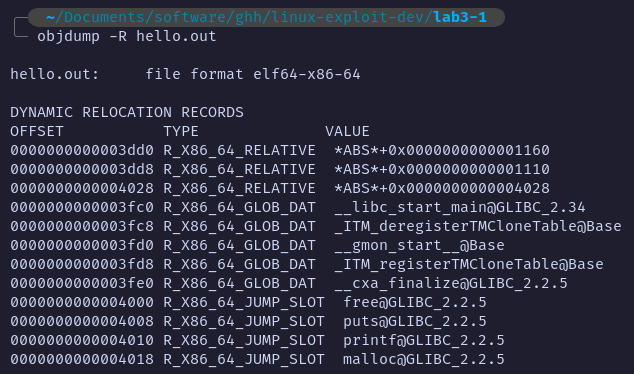 ~/Documents/software/ghh/linux-exploit-dev/lab3-1
objdump -R hello.out
hello.out:     file format elf64-x86-64
DYNAMIC RELOCATION RECORDS
OFFSET           TYPE              VALUE
0000000000003dd0 R_X86_64_RELATIVE  *ABS*+0x0000000000001160
0000000000003dd8 R_X86_64_RELATIVE  *ABS*+0x0000000000001110
0000000000004028 R_X86_64_RELATIVE  *ABS*+0x0000000000004028
0000000000003fc0 R_X86_64_GLOB_DAT  __libc_start_main@GLIBC_2.34
0000000000003fc8 R_X86_64_GLOB_DAT  _ITM_deregisterTMCloneTable@Base
0000000000003fd0 R_X86_64_GLOB_DAT  __gmon_start__@Base
0000000000003fd8 R_X86_64_GLOB_DAT  _ITM_registerTMCloneTable@Base
0000000000003fe0 R_X86_64_GLOB_DAT  __cxa_finalize@GLIBC_2.2.5
0000000000004000 R_X86_64_JUMP_SLOT  free@GLIBC_2.2.5
0000000000004008 R_X86_64_JUMP_SLOT  puts@GLIBC_2.2.5
0000000000004010 R_X86_64_JUMP_SLOT  printf@GLIBC_2.2.5
0000000000004018 R_X86_64_JUMP_SLOT  malloc@GLIBC_2.2.5